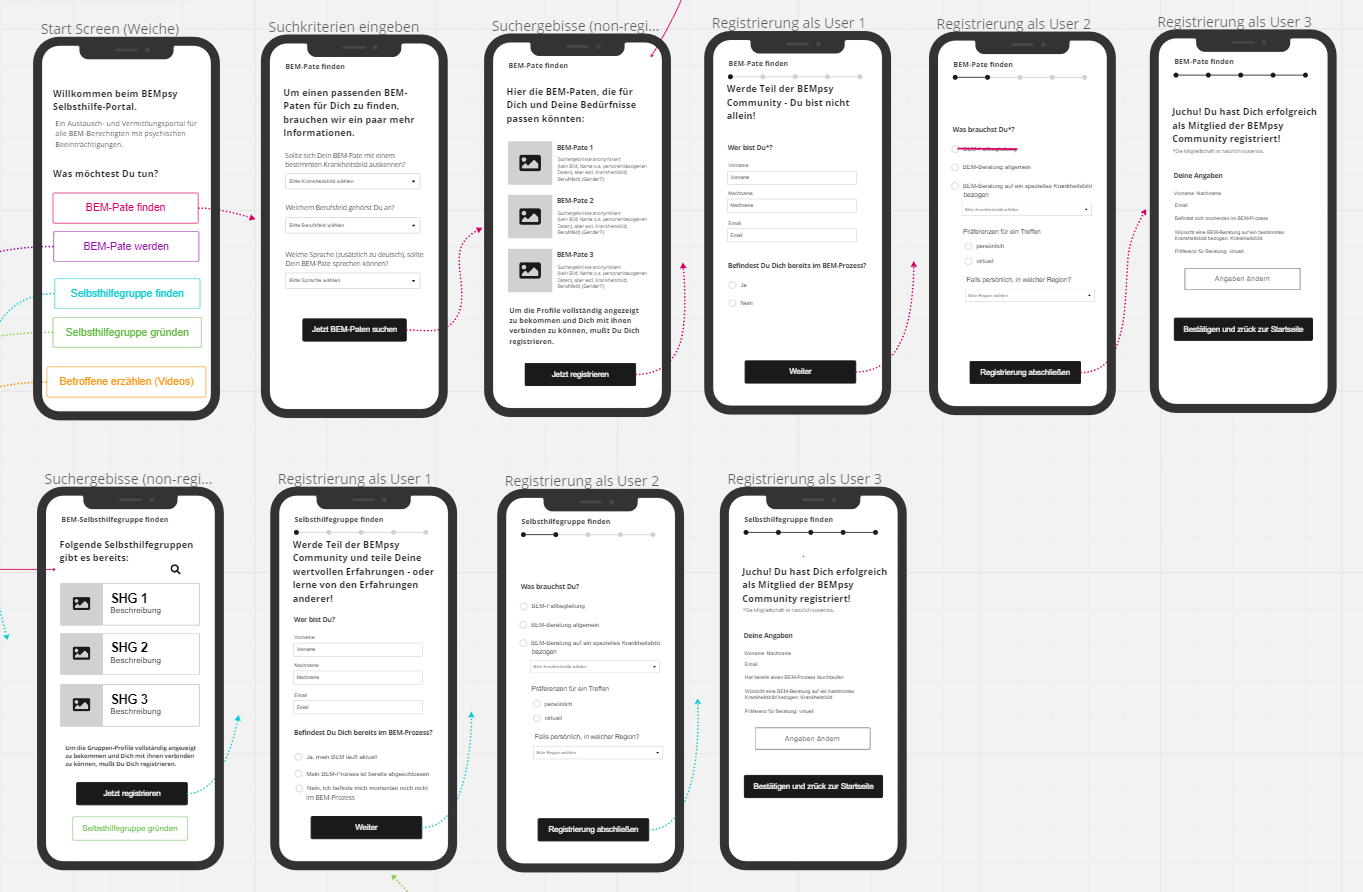 Start Screen (Weiche)
Willkommen beim BEMpsy
Selbsthilfe-Portal.
Ein Austausch- und Vermittlungsportal für
alle BEM-Berechtigten mit psychischen
Beeinträchtigungen.
Was möchtest Du tun?
BEM-Pate finden
BEM-Pate werden
Selbsthilfegruppe finden
Selbsthilfegruppe gründen
Betroffene erzählen (Videos)
Suchkriterien eingeben
BEM-Pate finden
Um einen passenden BEM-
Paten für Dich zu finden,
brauchen wir ein paar mehr
Informationen.
Sollte sich Dein BEM-Pate mit einem
bestimmten Krankheitsbild auskennen?
Bitte Krankheitsbild wählen
Welchem Berufsfeld gehörst Du an?
Bitte Berufsfeld wählen
Welche Sprache (zusätzlich zu deutsch), sollte
Dein BEM-Pate sprechen können?
Bitte Sprache wählen
Jetzt BEM-Paten suchen
Suchergebisse (non-regi...
BEM-Pate finden
Hier die BEM-Paten, die für
Dich und Deine Bedürfnisse
passen könnten:
BEM-Pate 1
Suchergebnisse anonymisiert
(kein Bild, Name o.a. personenbezogenen
Daten), aber evtl. Krankheitsbild,
Berufsfeld, (Gender?)
BEM-Pate 2
Suchergebnisse anonymisiert
(kein Bild, Name o.a. personenbezogenen
Daten), aber evtl. Krankheitsbild,
Berufsfeld, (Gender?)
BEM-Pate 3
Suchergebnisse anonymisiert
(kein Bild, Name o.a. personenbezogenen
Daten), aber evtl. Krankheitsbild,
Berufsfeld, (Gender?)
Um die Profile vollständig angezeigt
zu bekommen und Dich mit ihnen
verbinden zu können, mußt Du Dich
registrieren.
Jetzt registrieren
Registrierung als User 1
BEM-Pate finden
Werde Teil der BEMpsy
Community - Du bist nicht
allein!
Wer bist Du*?
Vorname
Vorname
Nachname
Nachname
Email
Email
Befindest Du Dich bereits im BEM-Prozess?
Ja
Nein
Weiter
Registrierung als User 2
BEM-Pate finden
Was brauchst Du*?
BEM-Fallbegleitung
BEM-Beratung allgemein
BEM-Beratung auf ein spezielles Krankheitsbild
bezogen
Bitte Krankheitsbild wählen
Präferenzen für ein Treffen
persönlich
virtuell
Falls persönlich, in welcher Region?
Bitte Region wählen
Registrierung abschließen
Registrierung als User 3
BEM-Pate finden
Juchu! Du hast Dich erfolgreich
als Mitglied der BEMpsy
Community registriert!
*Die Mitgliedschaft ist natürlich kostenlos.
Deine Angaben
Vorname Nachname
Email
Befindet sich momentan im BEM-Prozess
Wünscht eine BEM-Beratung auf ein bestimmtes
Krankheitsbild bezogen: Krankheitsbild
Präferenz für Beratung: virtuell
Angaben ändern
Bestätigen und zrück zur Startseite
Suchergebisse (non-regi...
BEM-Selbsthilfegruppe finden
Folgende Selbsthilfegruppen
gibt es bereits:
SHG 1
Beschreibung
SHG 2
Beschreibung
SHG 3
Beschreibung
Um die Gruppen-Profile vollständig angezeigt
zu bekommen und Dich mit ihnen verbinden
zu können, mußt Du Dich registrieren.
Jetzt registrieren
Selbsthilfegruppe gründen
Registrierung als User 1
Selbsthilfegruppe finden
Werde Teil der BEMpsy
Community und teile Deine
wertvollen Erfahrungen - oder
lerne von den Erfahrungen
anderer!
Wer bist Du?
Vorname
Vorname
Nachname
Nachname
Email
Email
Befindest Du Dich bereits im BEM-Prozess?
Ja, mein BEM läuft aktuell
Mein BEM-Prozess ist bereits abgeschlossen
Nein, ich befinde mich momentan noch nicht
im BEM-Prozess
Weiter
Registrierung als User 2
Selbsthilfegruppe finden
Was brauchst Du?
BEM-Fallbegleitung
BEM-Beratung allgemein
BEM-Beratung auf ein spezielles Krankheitsbild
bezogen
Bitte Krankheitsbild wählen
Präferenzen für ein Treffen
persönlich
virtuell
Falls persönlich, in welcher Region?
Bitte Region wählen
Registrierung abschließen
Registrierung als User 3
Selbsthilfegruppe finden
Juchu! Du hast Dich erfolgreich
als Mitglied der BEMpsy
Community registriert!
*Die Mitgliedschaft ist natürlich kostenlos.
Deine Angaben
Vorname Nachname
Email
Hat bereits einen BEM-Prozess durchlaufen
Wünscht eine BEM-Beratung auf ein bestimmtes
Krankheitsbild bezogen: Krankheitsbild
Präferenz für Beratung: virtuell
Angaben ändern
Bestätigen und zrück zur Startseite